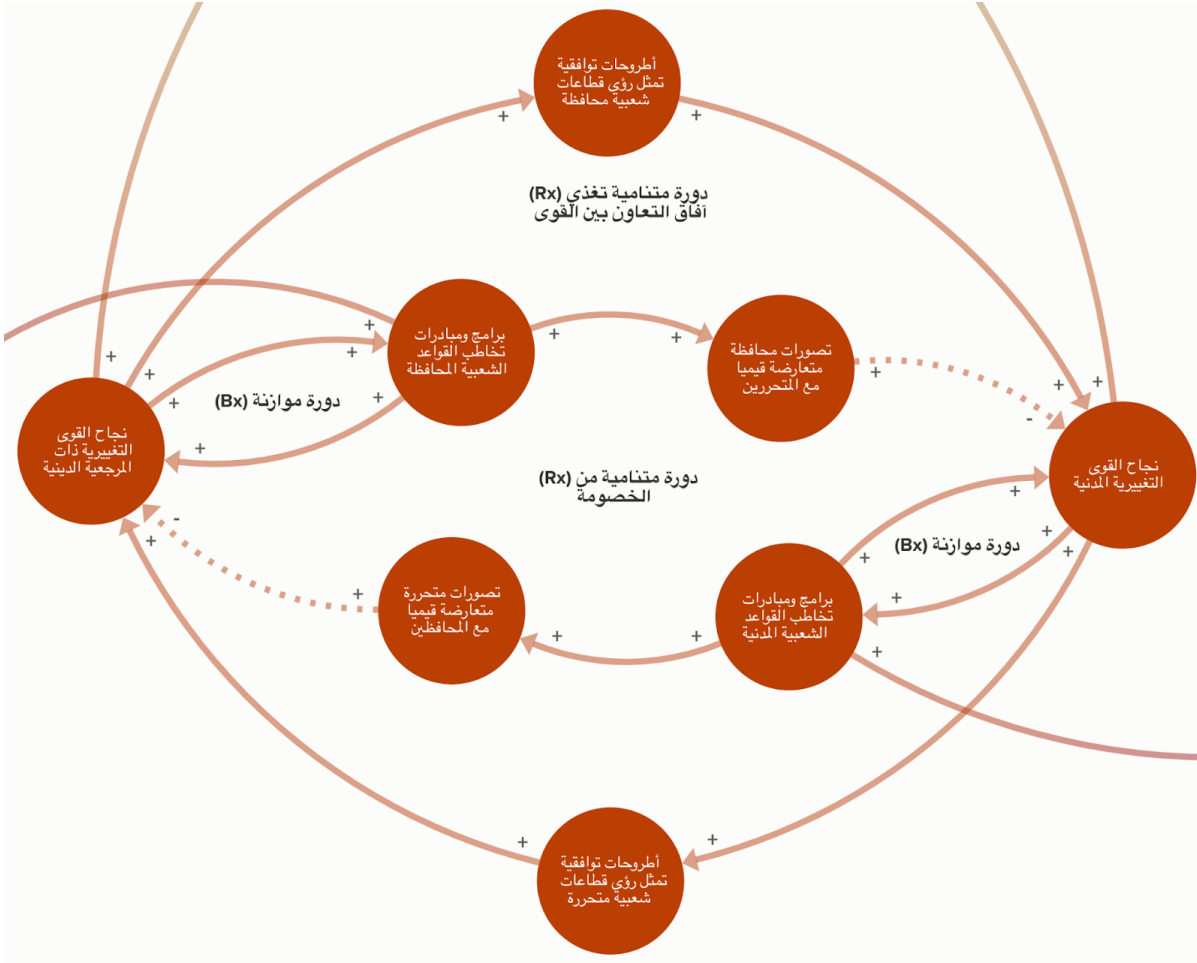 أطروحات توافقية
تمثل رؤي قطاعات
شعبية محافظة
+
+
دورة متنامية تغذي (Rx)
آفاق التعاون بين القوى
برامج ومبادرات
تخاطب القواعد
الشعبية المحافظة
+
+
+
+
+
تصورات محافظة
متعارضة قيميا
مع المتحررين
+
-
+
+
+
+
+
دورة موازنة (Bx)
+
+
نجاح القوى
التغييرية ذات
المرجعية الدينية
نجاح القوى
التغييرية المدنية
دورة متنامية من (Rx)
الخصومة
+
+
+
دورة موازنة (Bx)
+
+
-
+
تصورات متحررة
متعارضة قيميا
مع المحافظين
+
+
+
برامج ومبادرات
تخاطب القواعد
الشعبية المدنية
+
+
+
أطروحات توافقية
تمثل رؤي قطاعات
شعبية متحررة